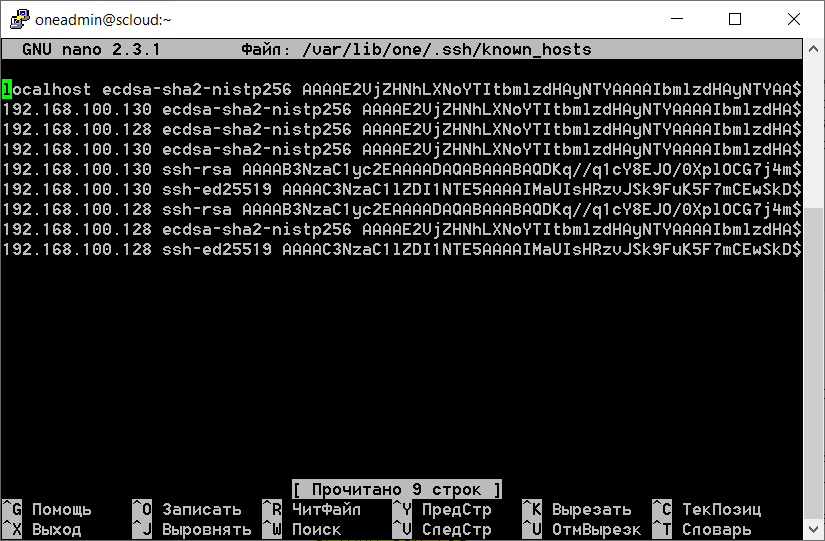 oneadmin@scloud:~
GNU nano 2.3.1 Файл: /var/lib/one/.ssh/known_hosts
localhost ecdsa-sha2-nistp256 AAAAE2VjZHNhLXNoYTItbmlzdHAyNTYAAAAIbmlzdHAyNTYAA$
192.168.100.130 ecdsa-sha2-nistp256 AAAAE2VjZHNhLXNoYTItbmlzdHAyNTYAAAAIbmlzdHA$
192.168.100.128 ecdsa-sha2-nistp256 AAAAE2VjZHNhLXNoYTItbmlzdHAyNTYAAAAIbmlzdHA$
192.168.100.130 ecdsa-sha2-nistp256 AAAAE2VjZHNhLXNoYTItbmlzdHAyNTYAAAAIbmlzdHA$
192.168.100.130 ssh-rsa AAAAB3NzaC1yc2EAAAADAQABAAABAQDKq//q1cY8EJO/0XplOCG7j4m$
192.168.100.130 ssh-ed25519 AAAAC3NzaC1lZDI1NTE5AAAAIMaUIsHRzvJSk9FuK5F7mCEwSkD$
192.168.100.128 ssh-rsa AAAAB3NzaC1yc2EAAAADAQABAAABAQDKq//q1cY8EJO/0XplOCG7j4m$
192.168.100.128 ecdsa-sha2-nistp256 AAAAE2VjZHNhLXNoYTItbmlzdHAyNTYAAAAIbmlzdHA$
192.168.100.128 ssh-ed25519 AAAAC3NzaC1lZDI1NTE5AAAAIMaUIsHRzvJSk9FuK5F7mCEwSkD$
[ Прочитано 9 строк ]
^G Помощь ^O Записать ^R ЧитФайл ^Y ПредСтр ^K Вырезать ^C ТекПозиц
^X Выход ^J Выровнять ^W Поиск ^V СледСтр ^U ОтмВырезк ^T Словарь